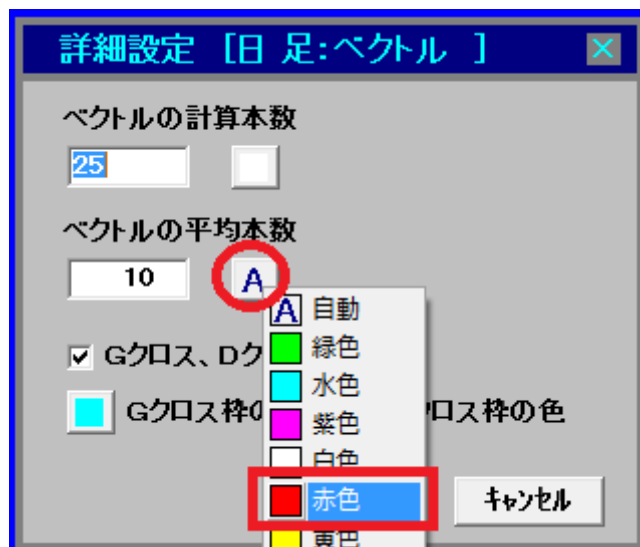 詳細設定 [日 足:ベクトル ]
ベクトルの計算本数
25
ベクトルの平均本数
10 A
A 自動
Gクロス、Dク
緑色
水色
Gクロス枠の
紫色
ロス枠の色
白色
赤色
キャンセル
黄色